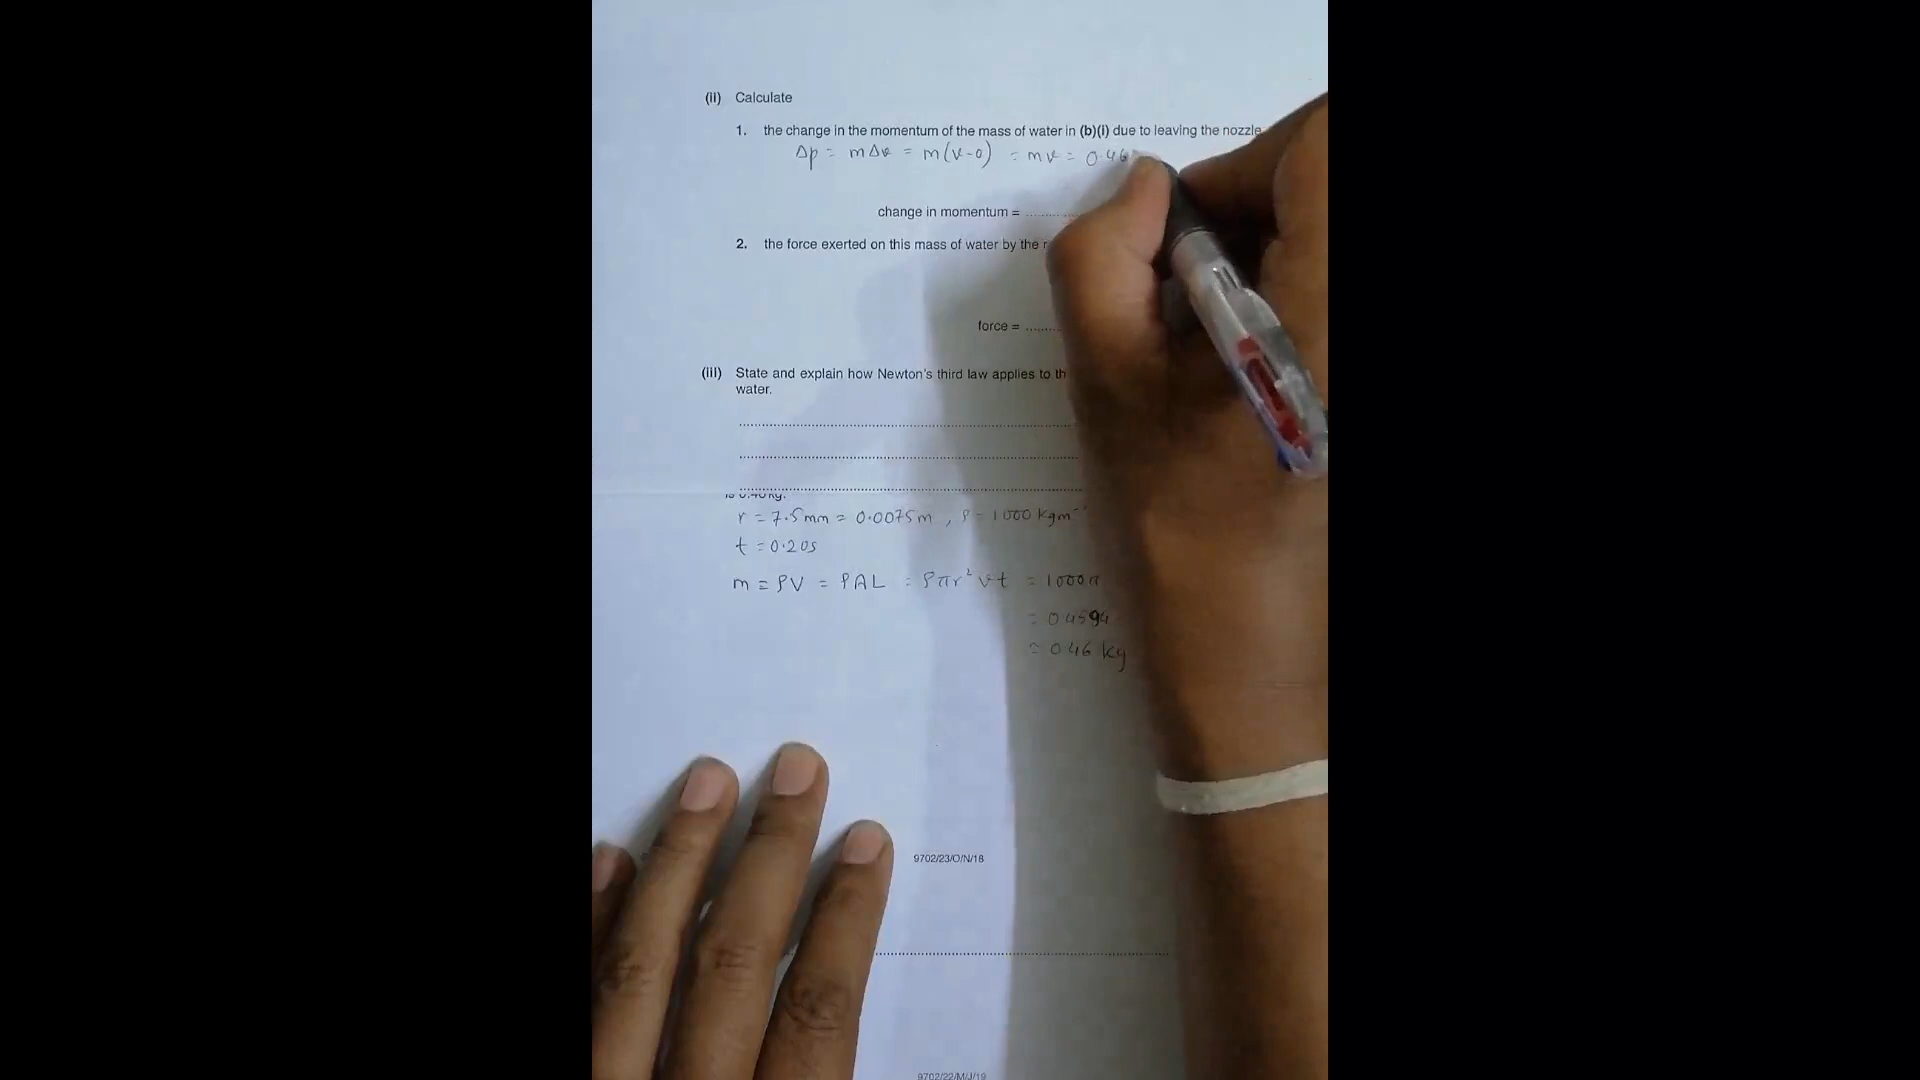 (ii) Calculate
1. the change in the momentum of the mass of water in (b)(i) due to leaving the nozzle
Δp = mΔv = m(v-0) = mv = 0.46
change in momentum = ..........
2. the force exerted on this mass of water by the
force = ..........
(iii) State and explain how Newton's third law applies to
water.
r = 7.5mm = 0.0075m , ρ = 1000 kgm⁻
t = 0.20s
m = ρV = ρAL = ρπr²vt = 1000π
= 0.4594
= 0.46 kg
9702/23/O/N/18
9702/22/M/J/19